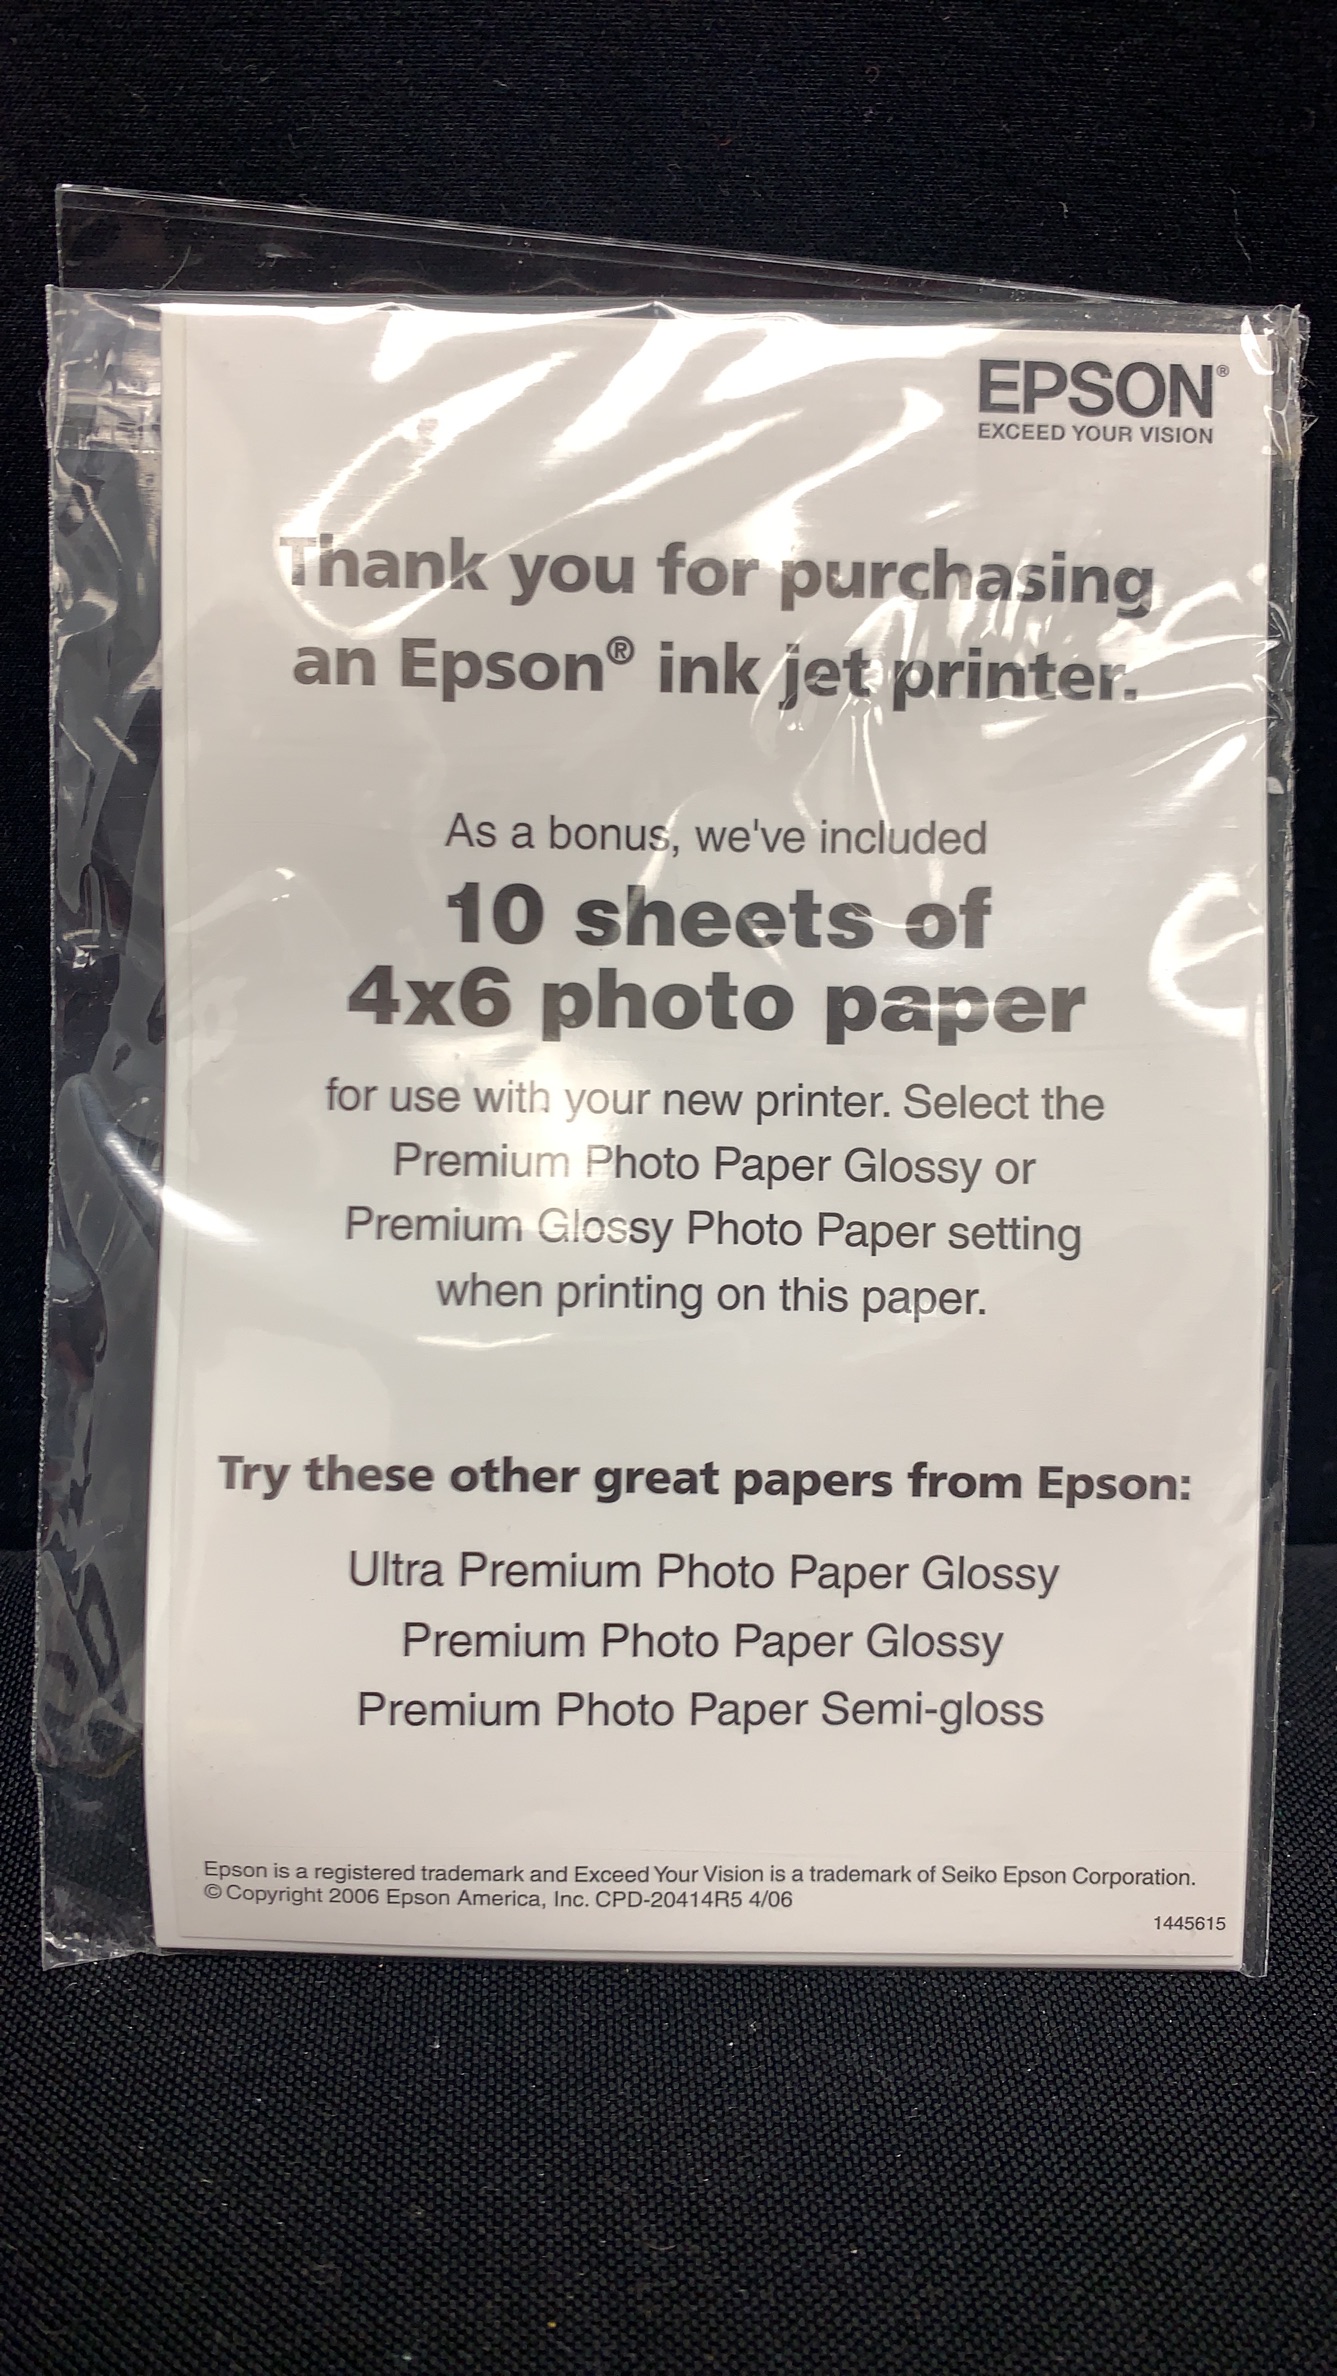 EPSON®
EXCEED YOUR VISION
Thank you for purchasing
an Epson® ink jet printer.
As a bonus, we've included
10 sheets of
4x6 photo paper
for use with your new printer. Select the
Premium Photo Paper Glossy or
Premium Glossy Photo Paper setting
when printing on this paper.
Try these other great papers from Epson:
Ultra Premium Photo Paper Glossy
Premium Photo Paper Glossy
Premium Photo Paper Semi-gloss
Epson is a registered trademark and Exceed Your Vision is a trademark of Seiko Epson Corporation.
© Copyright 2006 Epson America, Inc. CPD-20414R5 4/06
1445615